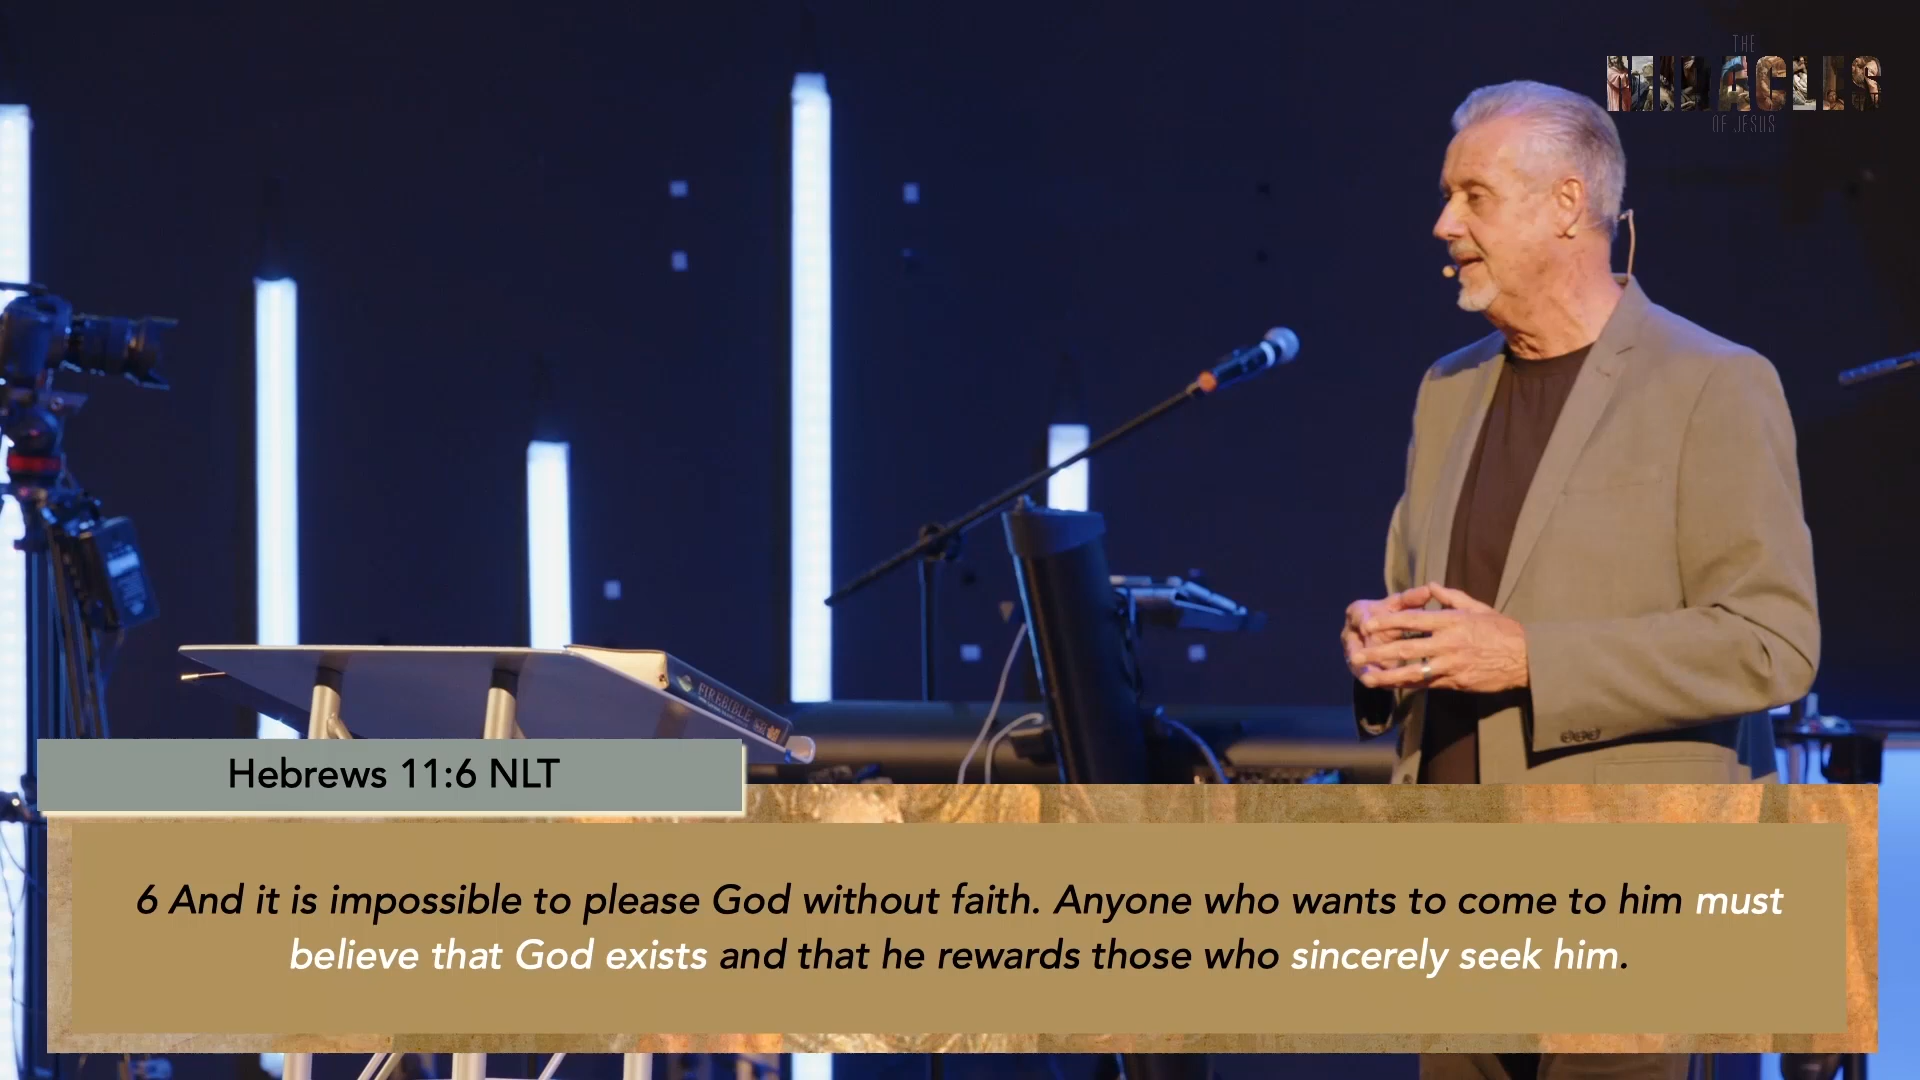 THE
MIRACLES
OF JESUS
FIREBIBLE
Hebrews 11:6 NLT
6 And it is impossible to please God without faith. Anyone who wants to come to him must
believe that God exists and that he rewards those who sincerely seek him.